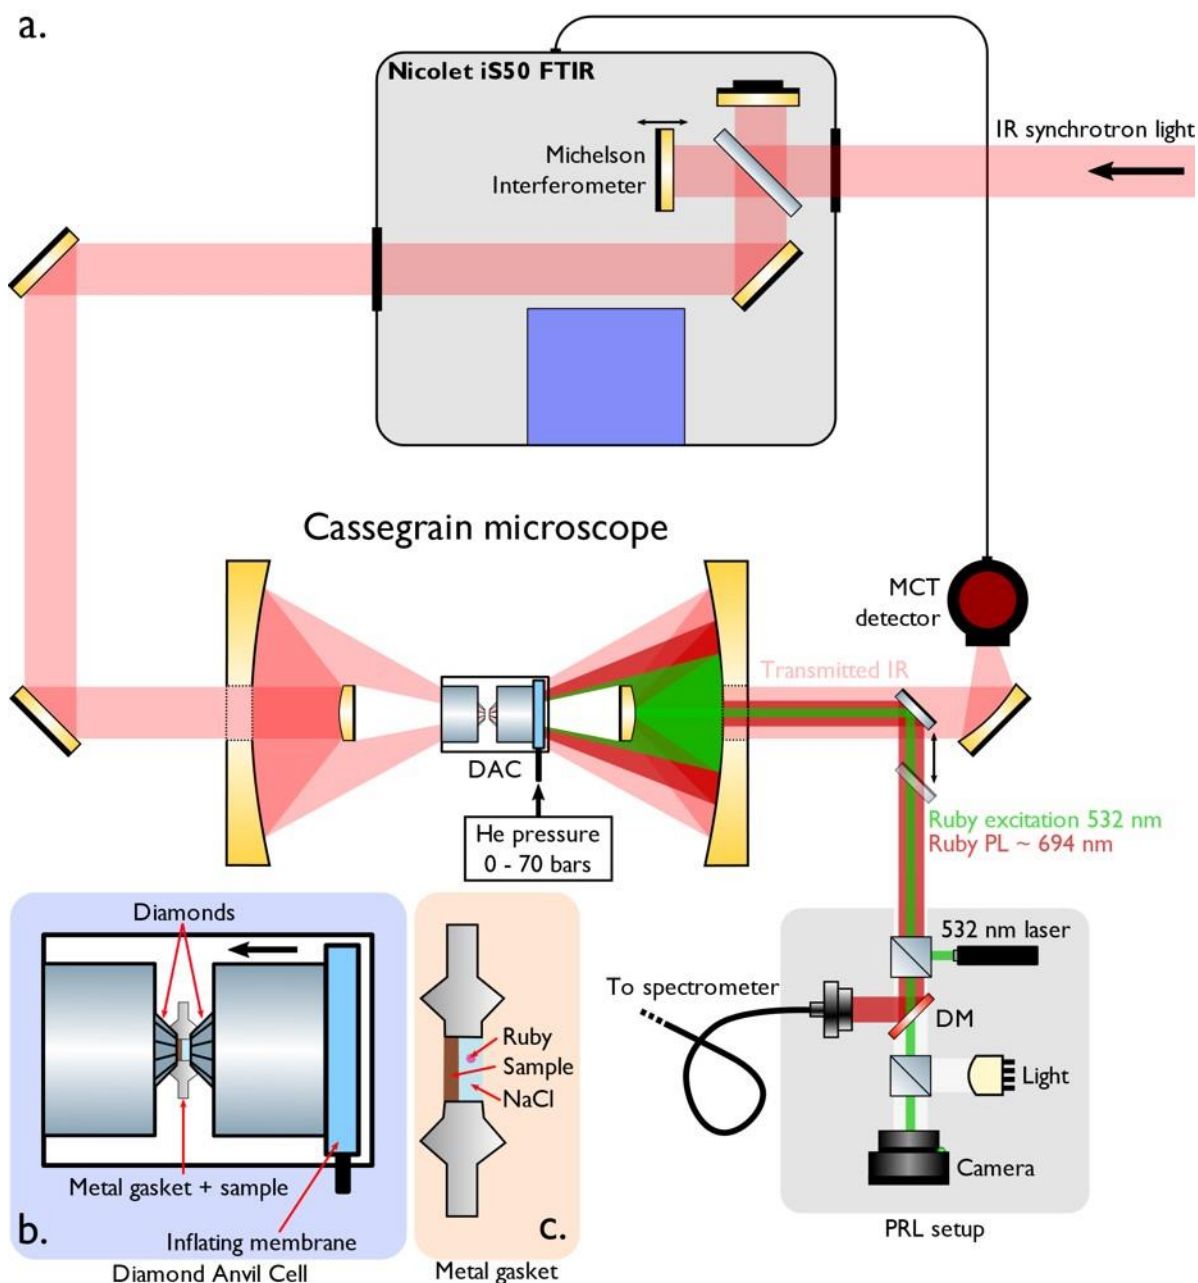 a.
Nicolet iS50 FTIR
IR synchrotron light
Michelson
Interferometer
Cassegrain microscope
MCT
detector
Transmitted IR
DAC
He pressure
0 - 70 bars
Ruby excitation 532 nm
Ruby PL ~ 694 nm
Diamonds
Metal gasket + sample
Inflating membrane
b.
Diamond Anvil Cell
Ruby
Sample
NaCl
c.
Metal gasket
532 nm laser
To spectrometer
DM
Light
Camera
PRL setup